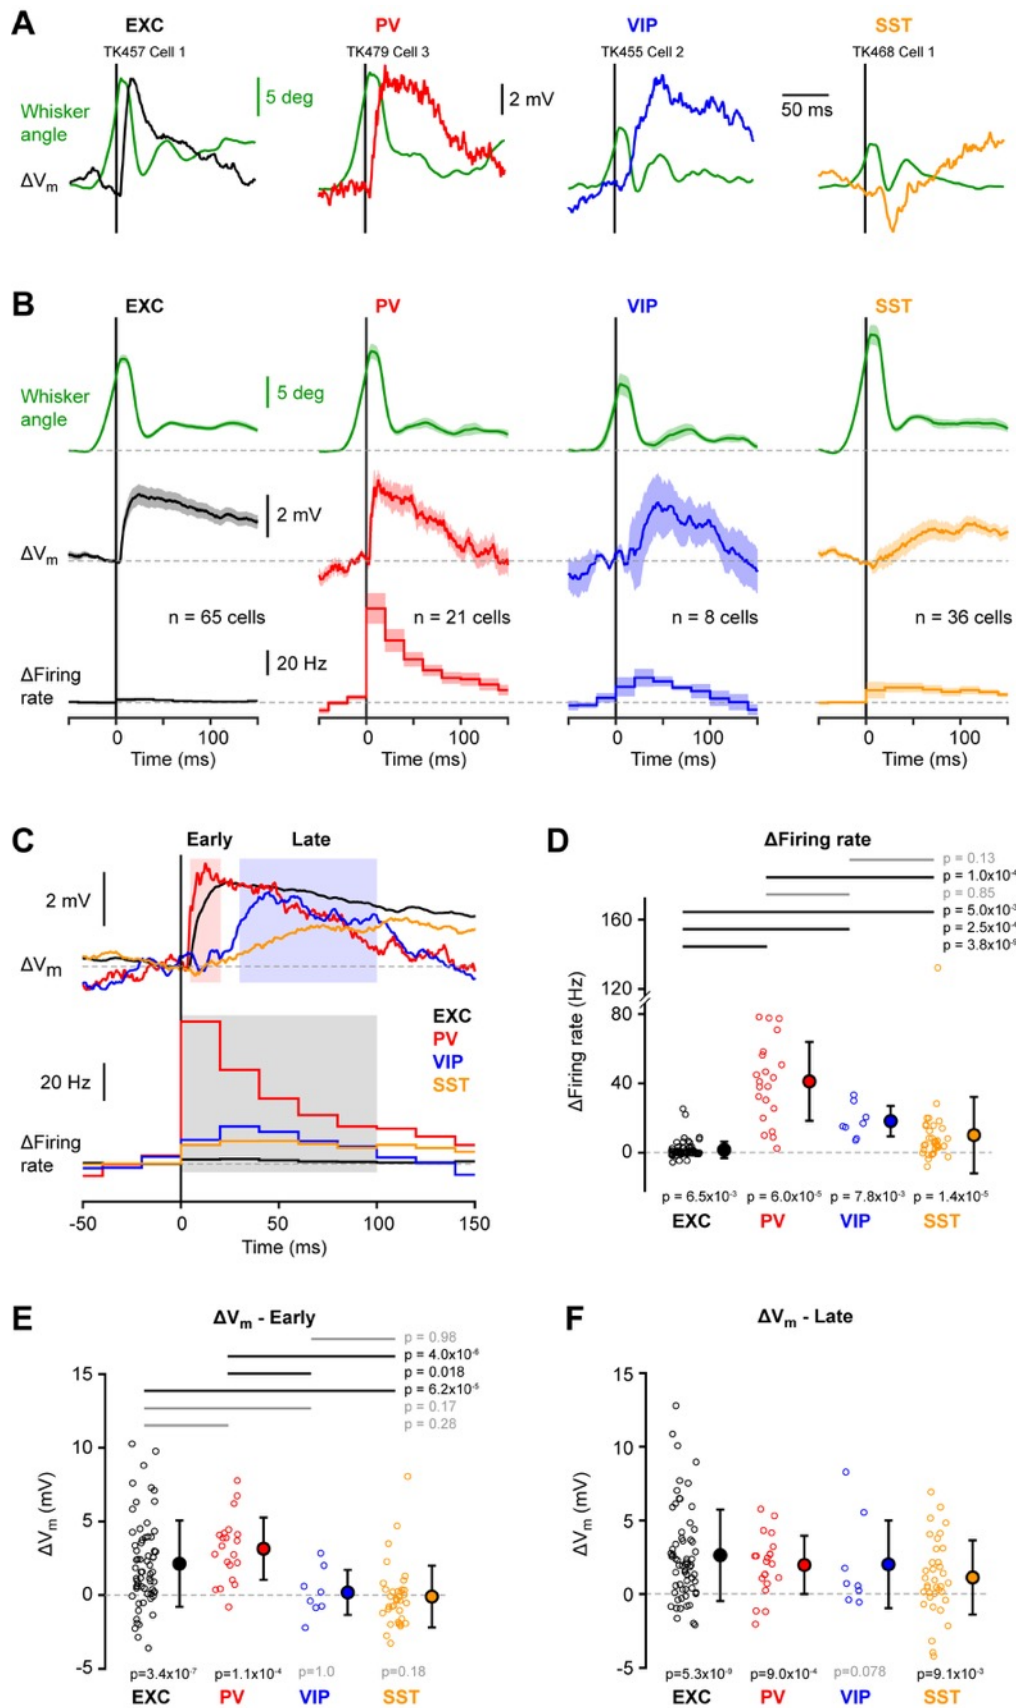 A
EXC
PV
VIP
SST
TK457 Cell 1
TK479 Cell 3
TK455 Cell 2
TK468 Cell 1
Whisker
angle
5 deg
2 mV
50 ms
ΔVm
B
EXC
PV
VIP
SST
Whisker
angle
5 deg
ΔVm
2 mV
n = 65 cells
n = 21 cells
n = 8 cells
n = 36 cells
ΔFiring
rate
20 Hz
0
100
0
100
0
100
0
100
Time (ms)
Time (ms)
Time (ms)
Time (ms)
C
Early
Late
2 mV
ΔVm
EXC
PV
VIP
SST
20 Hz
ΔFiring
rate
-50
0
50
100
150
Time (ms)
D
ΔFiring rate
p = 0.13
p = 1.0x10-4
p = 0.85
p = 5.0x10-3
p = 2.5x10-4
p = 3.8x10-9
160
120
80
40
0
ΔFiring rate (Hz)
p = 6.5x10-3
p = 6.0x10-5
p = 7.8x10-3
p = 1.4x10-5
EXC
PV
VIP
SST
E
ΔVm - Early
p = 0.98
p = 4.0x10-6
p = 0.018
p = 6.2x10-5
p = 0.17
p = 0.28
15
10
5
0
-5
ΔVm (mV)
p=3.4x10-7
p=1.1x10-4
p=1.0
p=0.18
EXC
PV
VIP
SST
F
ΔVm - Late
15
10
5
0
-5
ΔVm (mV)
p=5.3x10-9
p=9.0x10-4
p=0.078
p=9.1x10-3
EXC
PV
VIP
SST